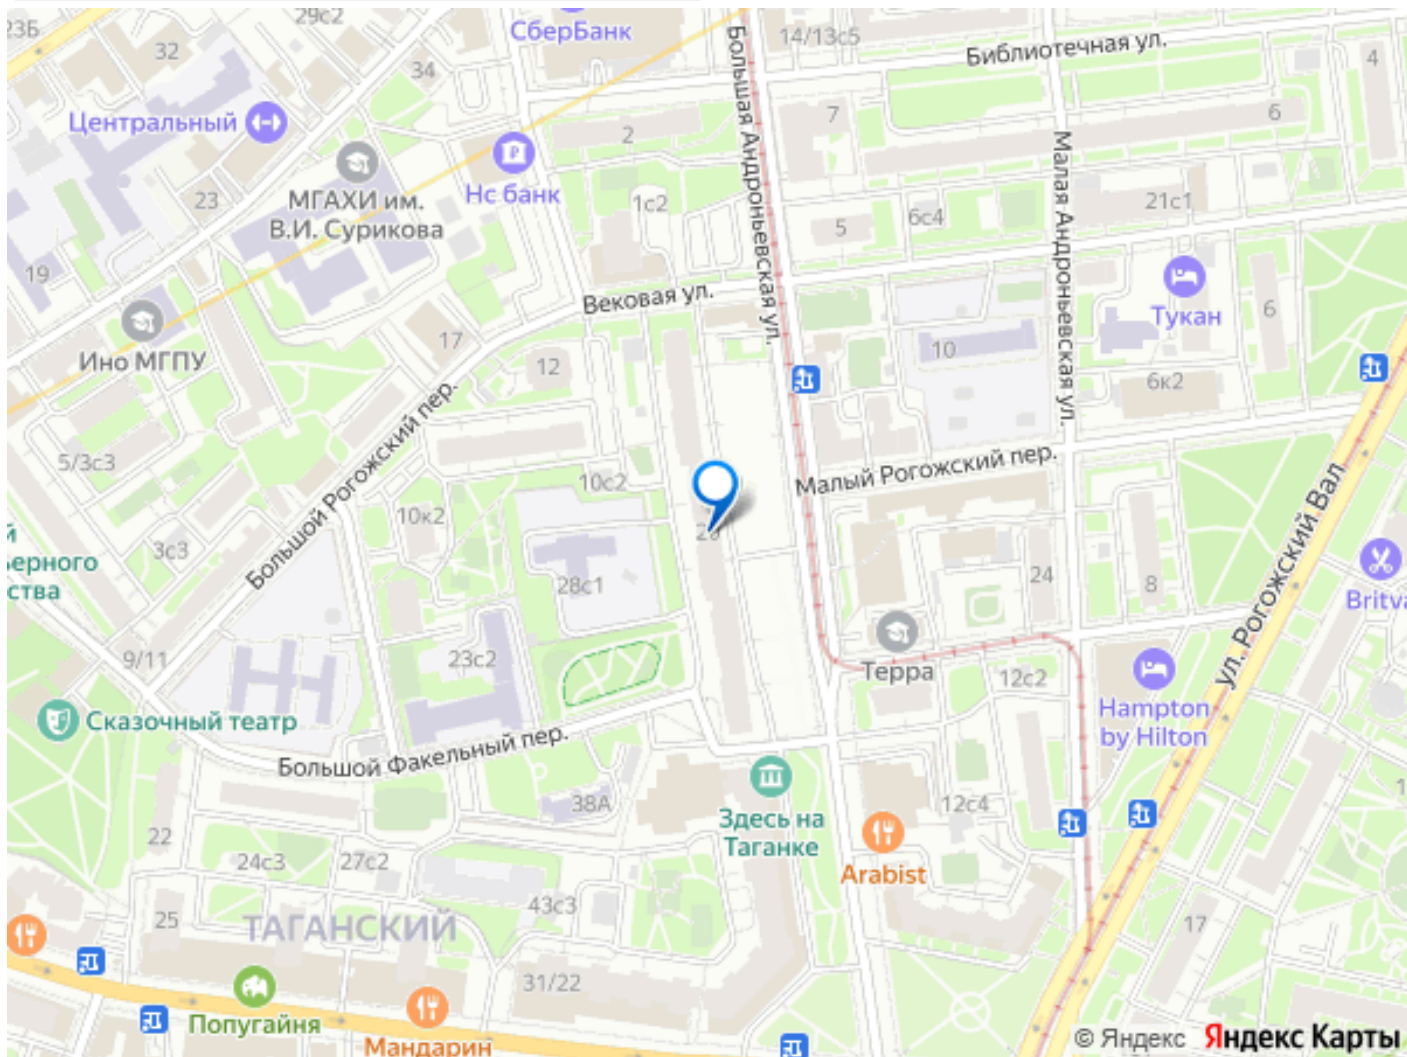 29с2
23Б
СберБанк
14/13с5
Библиотечная ул.
32
34
4
Большая Андроньевская ул.
Центральный
7
6
2
Малая Андроньевская ул.
МГАХИ им.
В.И. Сурикова
Нс банк
23
1с2
21с1
6с4
5
19
Вековая ул.
Тукан
6
17
Ино МГПУ
10
12
6к2
Большой Рогожский пер.
5/3с3
Малый Рогожский пер.
10с2
10к2
3с3
й
ьерного
ства
ул. Рогожский Вал
28с1
24
8
Britva
9/11
23с2
Терра
12с2
Сказочный театр
Hampton
by Hilton
Большой Факельный пер.
38А
12с4
Здесь на
Таганке
22
24с3
27с2
Arabist
43с3
25
ТАГАНСКИЙ
17
31/22
Попугайня
Мандарин
© Яндекс Яндекс Карты